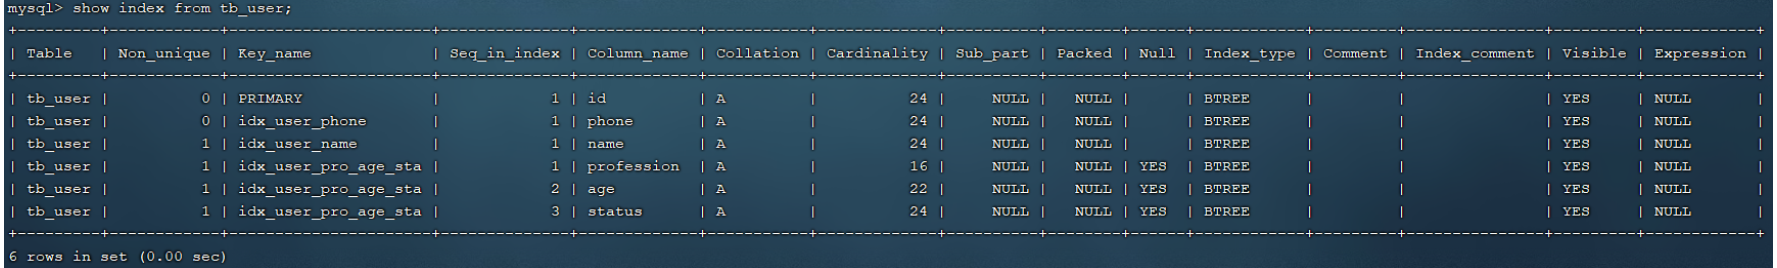 mysql> show index from tb_user;
+---------+------------+----------------------+--------------+-------------+-----------+-------------+----------+--------+------+------------+---------+---------------+---------+------------+
| Table   | Non_unique | Key_name             | Seq_in_index | Column_name | Collation | Cardinality | Sub_part | Packed | Null | Index_type | Comment | Index_comment | Visible | Expression |
+---------+------------+----------------------+--------------+-------------+-----------+-------------+----------+--------+------+------------+---------+---------------+---------+------------+
| tb_user |          0 | PRIMARY              |            1 | id          | A         |          24 |     NULL |   NULL |      | BTREE      |         |               | YES     | NULL       |
| tb_user |          0 | idx_user_phone       |            1 | phone       | A         |          24 |     NULL |   NULL |      | BTREE      |         |               | YES     | NULL       |
| tb_user |          1 | idx_user_name        |            1 | name        | A         |          24 |     NULL |   NULL |      | BTREE      |         |               | YES     | NULL       |
| tb_user |          1 | idx_user_pro_age_sta |            1 | profession  | A         |          16 |     NULL |   NULL | YES  | BTREE      |         |               | YES     | NULL       |
| tb_user |          1 | idx_user_pro_age_sta |            2 | age         | A         |          22 |     NULL |   NULL | YES  | BTREE      |         |               | YES     | NULL       |
| tb_user |          1 | idx_user_pro_age_sta |            3 | status      | A         |          24 |     NULL |   NULL | YES  | BTREE      |         |               | YES     | NULL       |
+---------+------------+----------------------+--------------+-------------+-----------+-------------+----------+--------+------+------------+---------+---------------+---------+------------+
6 rows in set (0.00 sec)